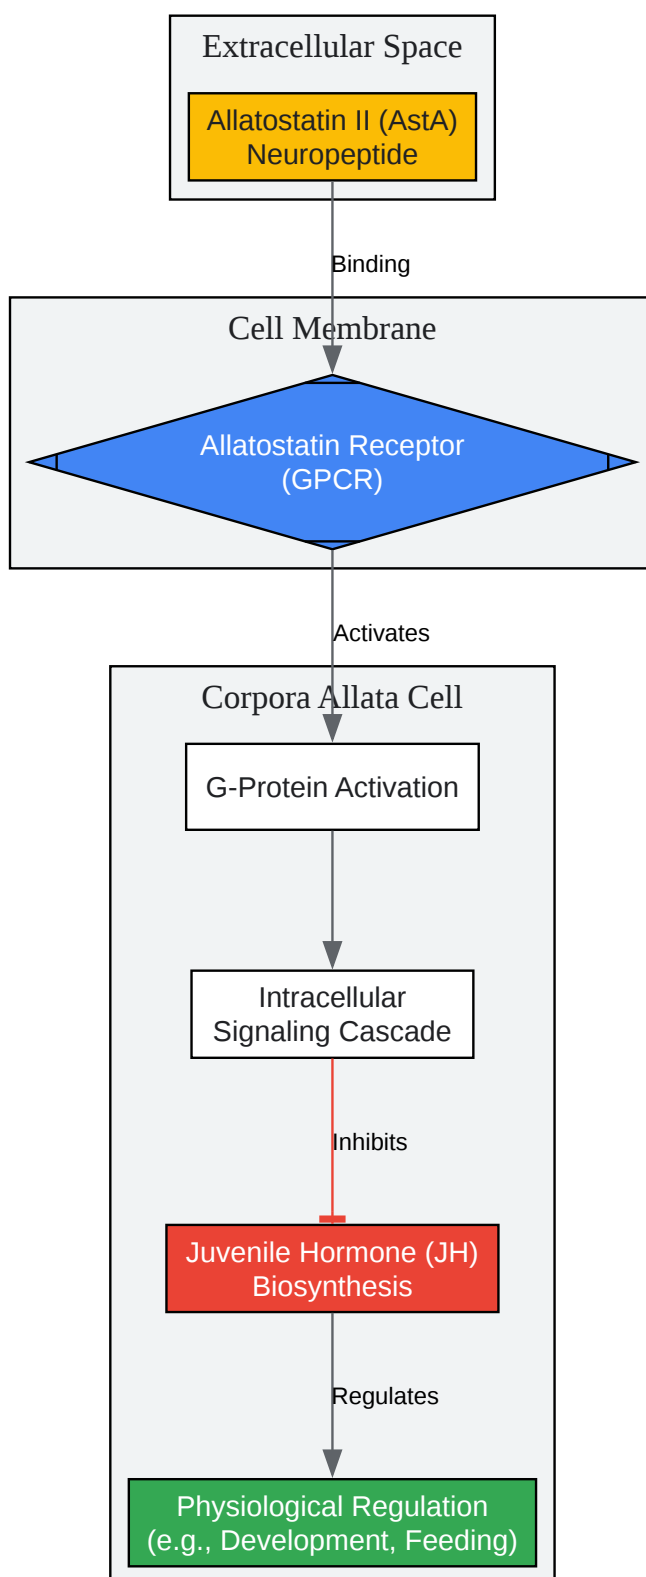 Extracellular Space
Allatostatin II (AstA)
Neuropeptide
Binding
Cell Membrane
Allatostatin Receptor
(GPCR)
Activates
Corpora Allata Cell
G-Protein Activation
Intracellular
Signaling Cascade
Inhibits
Juvenile Hormone (JH)
Biosynthesis
Regulates
Physiological Regulation
(e.g., Development, Feeding)